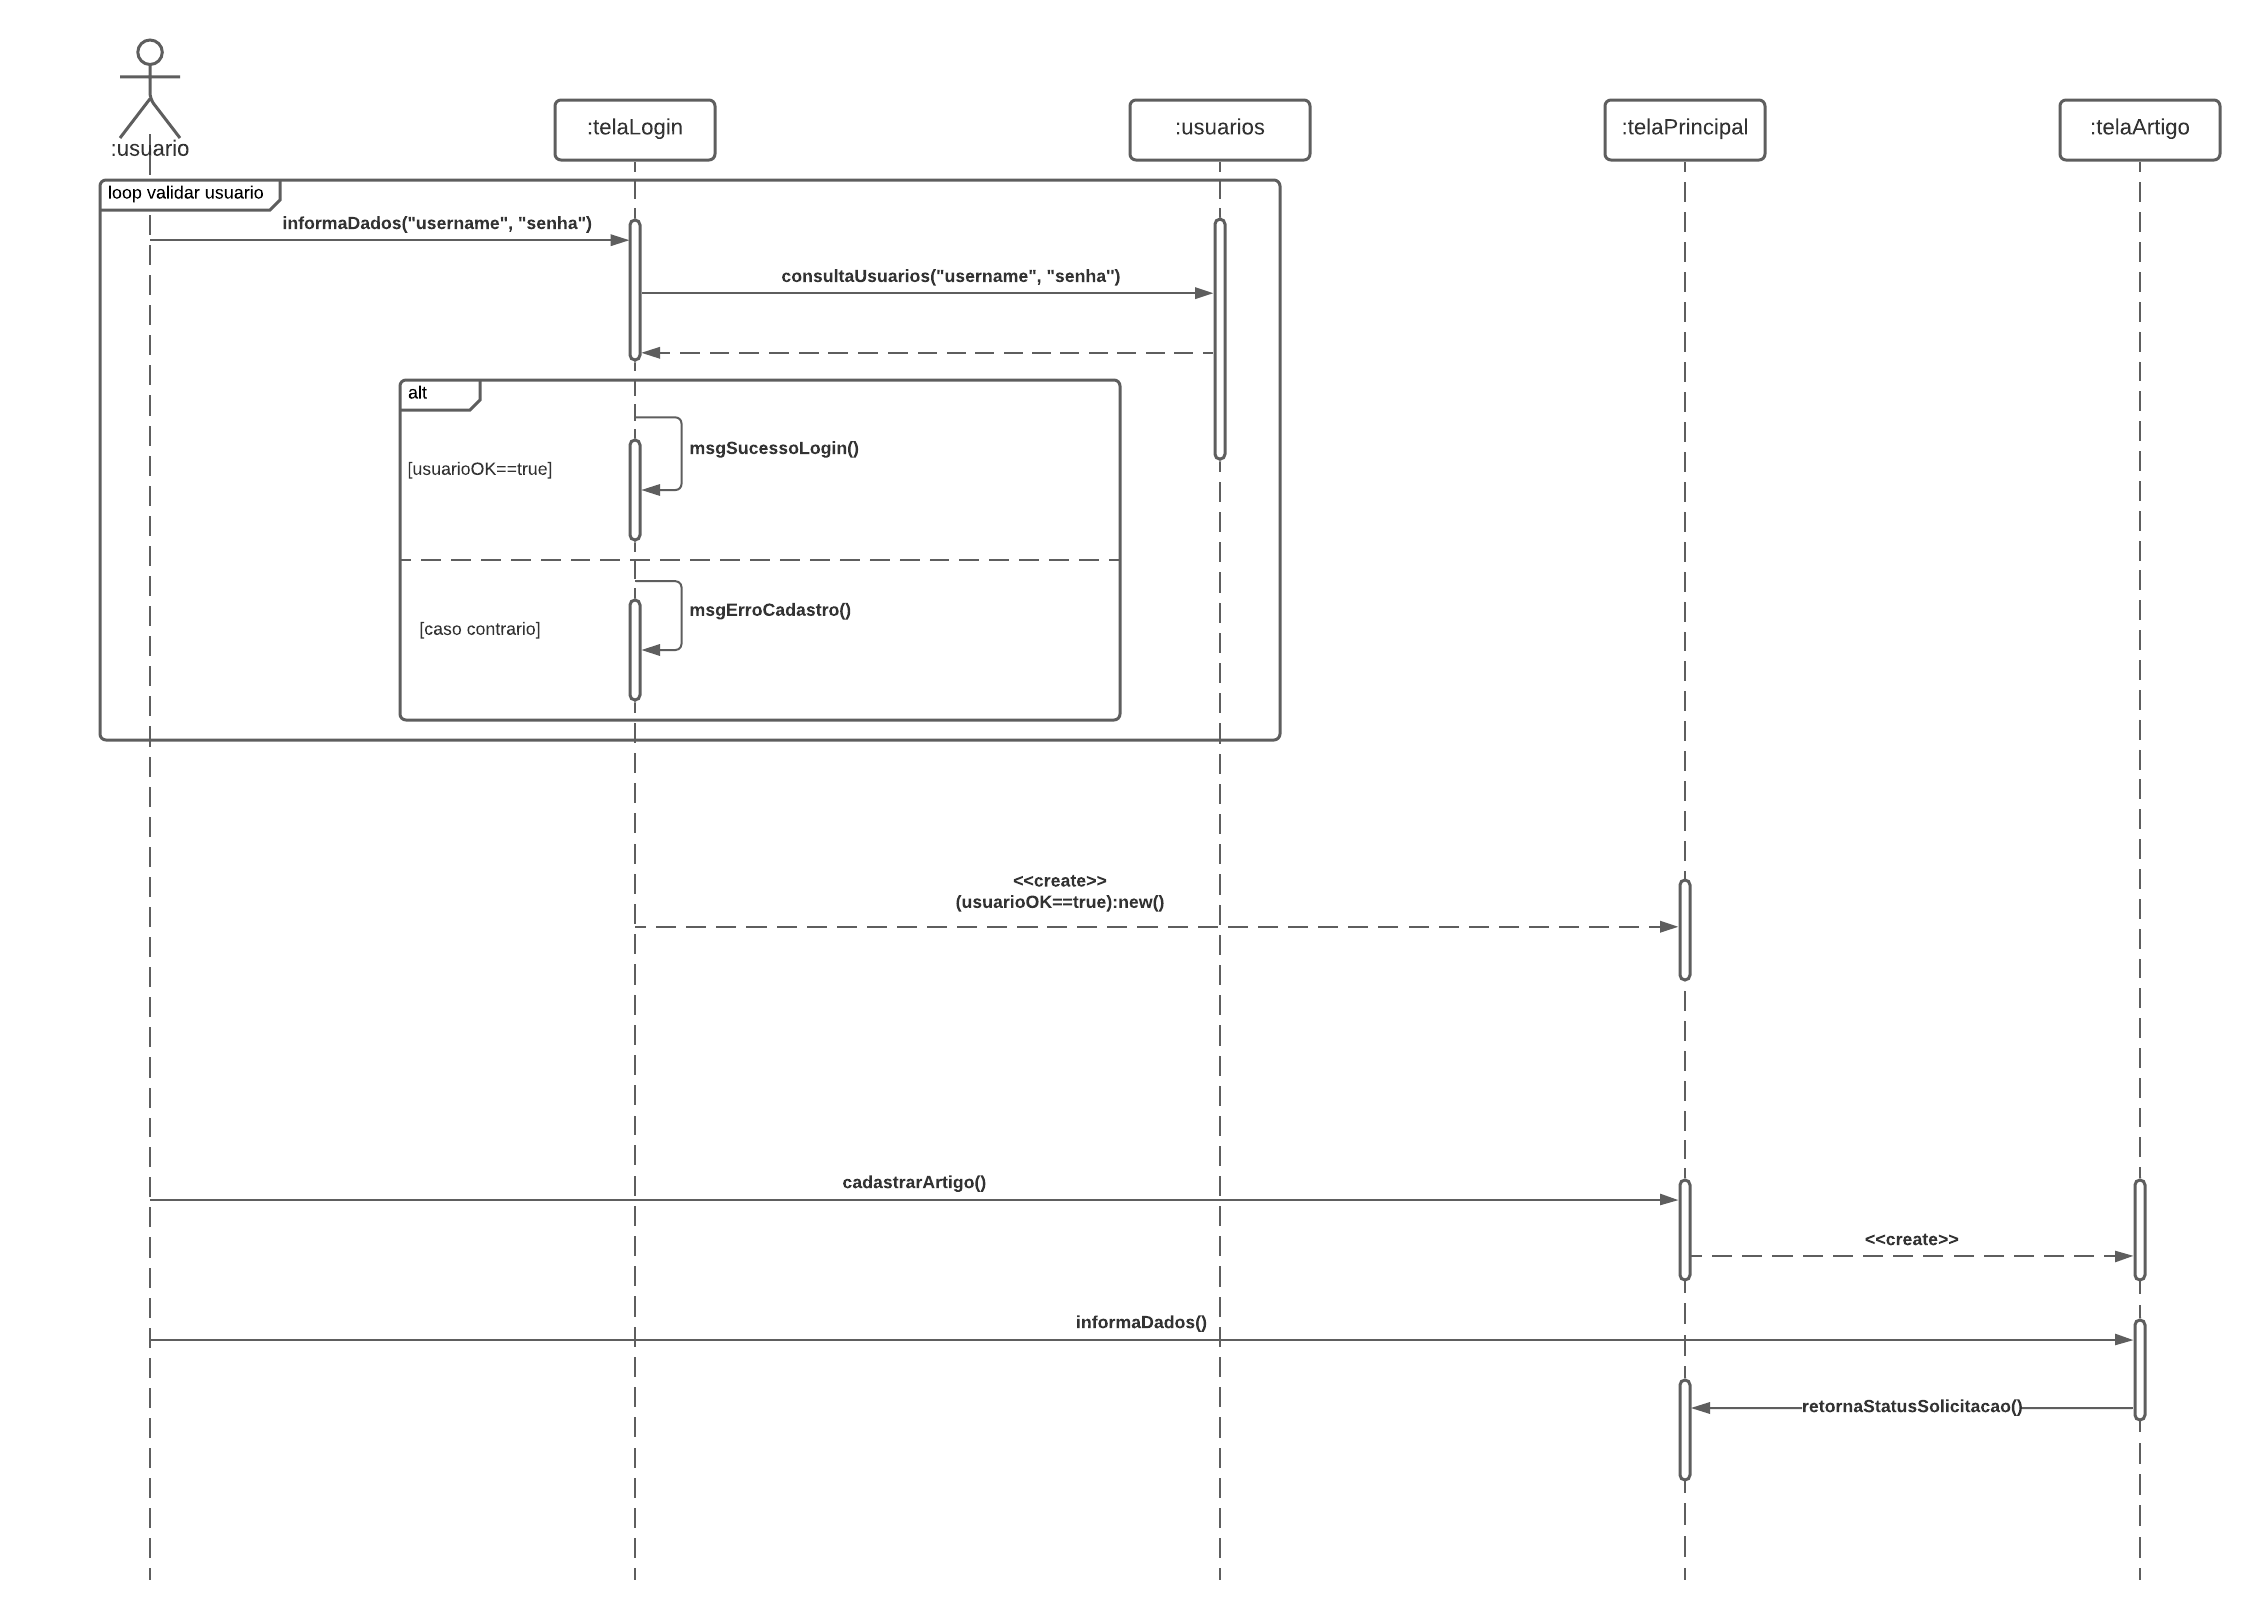 :usuario
:telaLogin
:usuarios
:telaPrincipal
:telaArtigo
loop validar usuario
informaDados("username", "senha")
consultaUsuarios("username", "senha'')
alt
msgSucessoLogin()
[usuarioOK==true]
msgErroCadastro()
[caso contrario]
<<create>>
(usuarioOK==true):new()
cadastrarArtigo()
<<create>>
informaDados()
retornaStatusSolicitacao()